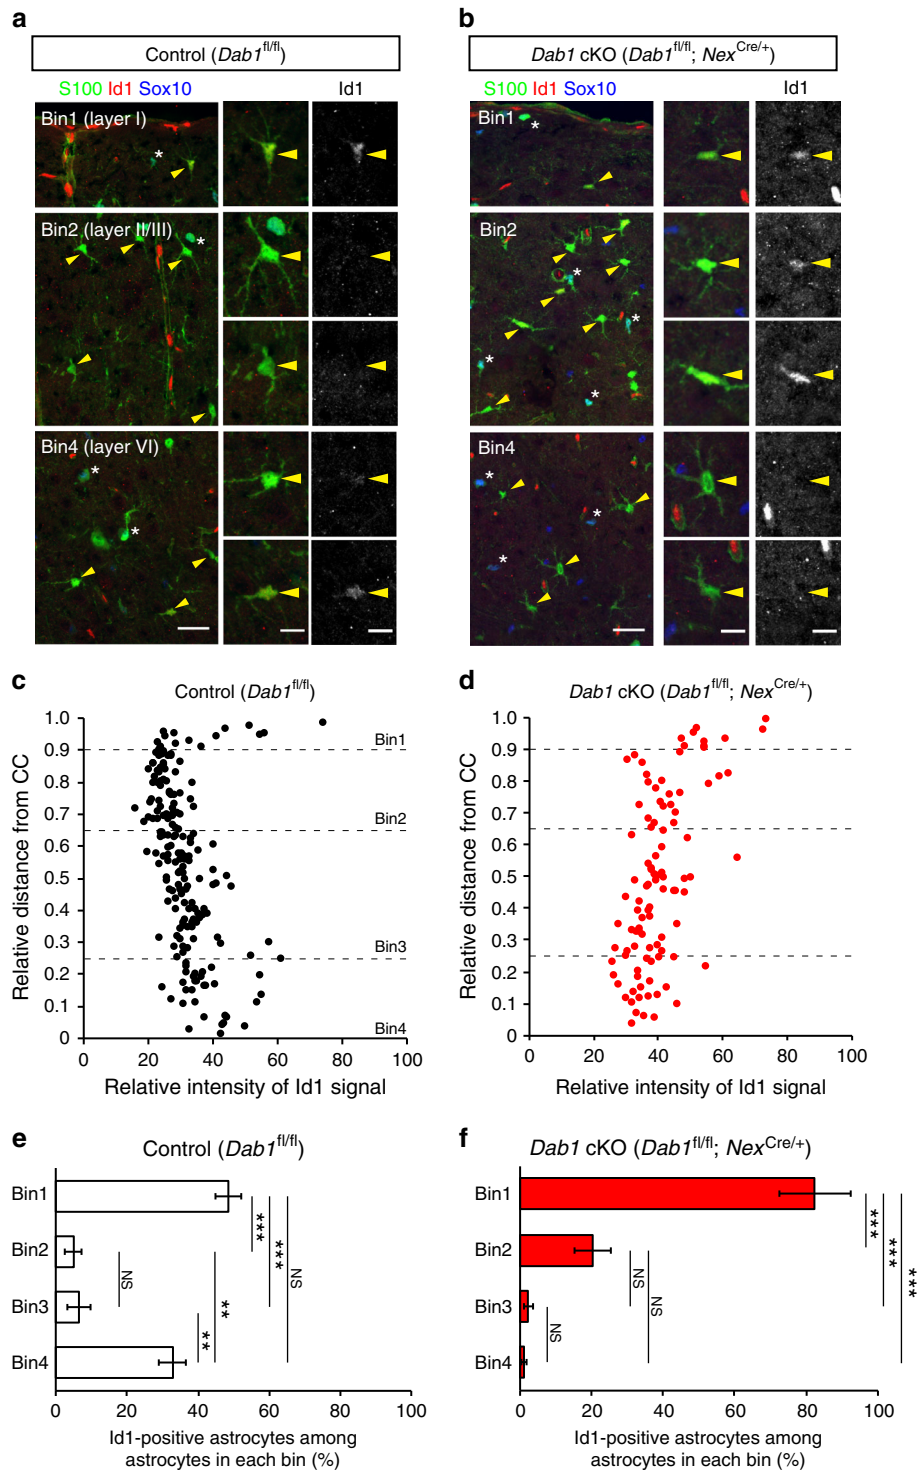 a
Control (Dab1fl/fl)
S100 Id1 Sox10
Id1
Bin1 (layer I)
*
Bin2 (layer II/III)
*
Bin4 (layer VI)
*
*
b
Dab1 cKO (Dab1fl/fl; NexCre/+)
S100 Id1 Sox10
Id1
Bin1
*
Bin2
*
*
*
*
Bin4
*
*
*
c
Control (Dab1fl/fl)
Relative distance from CC
1.0
0.9
0.8
0.7
0.6
0.5
0.4
0.3
0.2
0.1
0
Bin1
Bin2
Bin3
Bin4
0 20 40 60 80 100
Relative intensity of Id1 signal
d
Dab1 cKO (Dab1fl/fl; NexCre/+)
Relative distance from CC
1.0
0.9
0.8
0.7
0.6
0.5
0.4
0.3
0.2
0.1
0
0 20 40 60 80 100
Relative intensity of Id1 signal
e
Control (Dab1fl/fl)
Bin1
Bin2
Bin3
Bin4
NS
**
**
***
***
NS
0 20 40 60 80 100
Id1-positive astrocytes among
astrocytes in each bin (%)
f
Dab1 cKO (Dab1fl/fl; NexCre/+)
Bin1
Bin2
Bin3
Bin4
NS
NS
NS
***
***
***
0 20 40 60 80 100
Id1-positive astrocytes among
astrocytes in each bin (%)